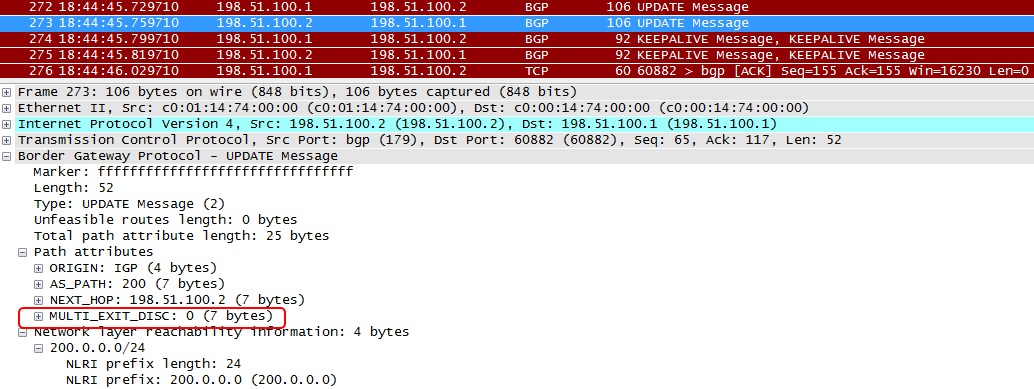 272 18:44:45.729710 198.51.100.1 198.51.100.2 BGP 106 UPDATE Message
273 18:44:45.759710 198.51.100.2 198.51.100.1 BGP 106 UPDATE Message
274 18:44:45.799710 198.51.100.1 198.51.100.2 BGP 92 KEEPALIVE Message, KEEPALIVE Message
275 18:44:45.819710 198.51.100.2 198.51.100.1 BGP 92 KEEPALIVE Message, KEEPALIVE Message
276 18:44:46.029710 198.51.100.1 198.51.100.2 TCP 60 60882 > bgp [ACK] Seq=155 Ack=155 Win=16230 Len=0
Frame 273: 106 bytes on wire (848 bits), 106 bytes captured (848 bits)
Ethernet II, Src: c0:01:14:74:00:00 (c0:01:14:74:00:00), Dst: c0:00:14:74:00:00 (c0:00:14:74:00:00)
Internet Protocol Version 4, Src: 198.51.100.2 (198.51.100.2), Dst: 198.51.100.1 (198.51.100.1)
Transmission Control Protocol, Src Port: bgp (179), Dst Port: 60882 (60882), Seq: 65, Ack: 117, Len: 52
Border Gateway Protocol - UPDATE Message
Marker: ffffffffffffffffffffffffffffffff
Length: 52
Type: UPDATE Message (2)
Unfeasible routes length: 0 bytes
Total path attribute length: 25 bytes
Path attributes
ORIGIN: IGP (4 bytes)
AS_PATH: 200 (7 bytes)
NEXT_HOP: 198.51.100.2 (7 bytes)
MULTI_EXIT_DISC: 0 (7 bytes)
Network layer reachability information: 4 bytes
200.0.0.0/24
NLRI prefix length: 24
NLRI prefix: 200.0.0.0 (200.0.0.0)